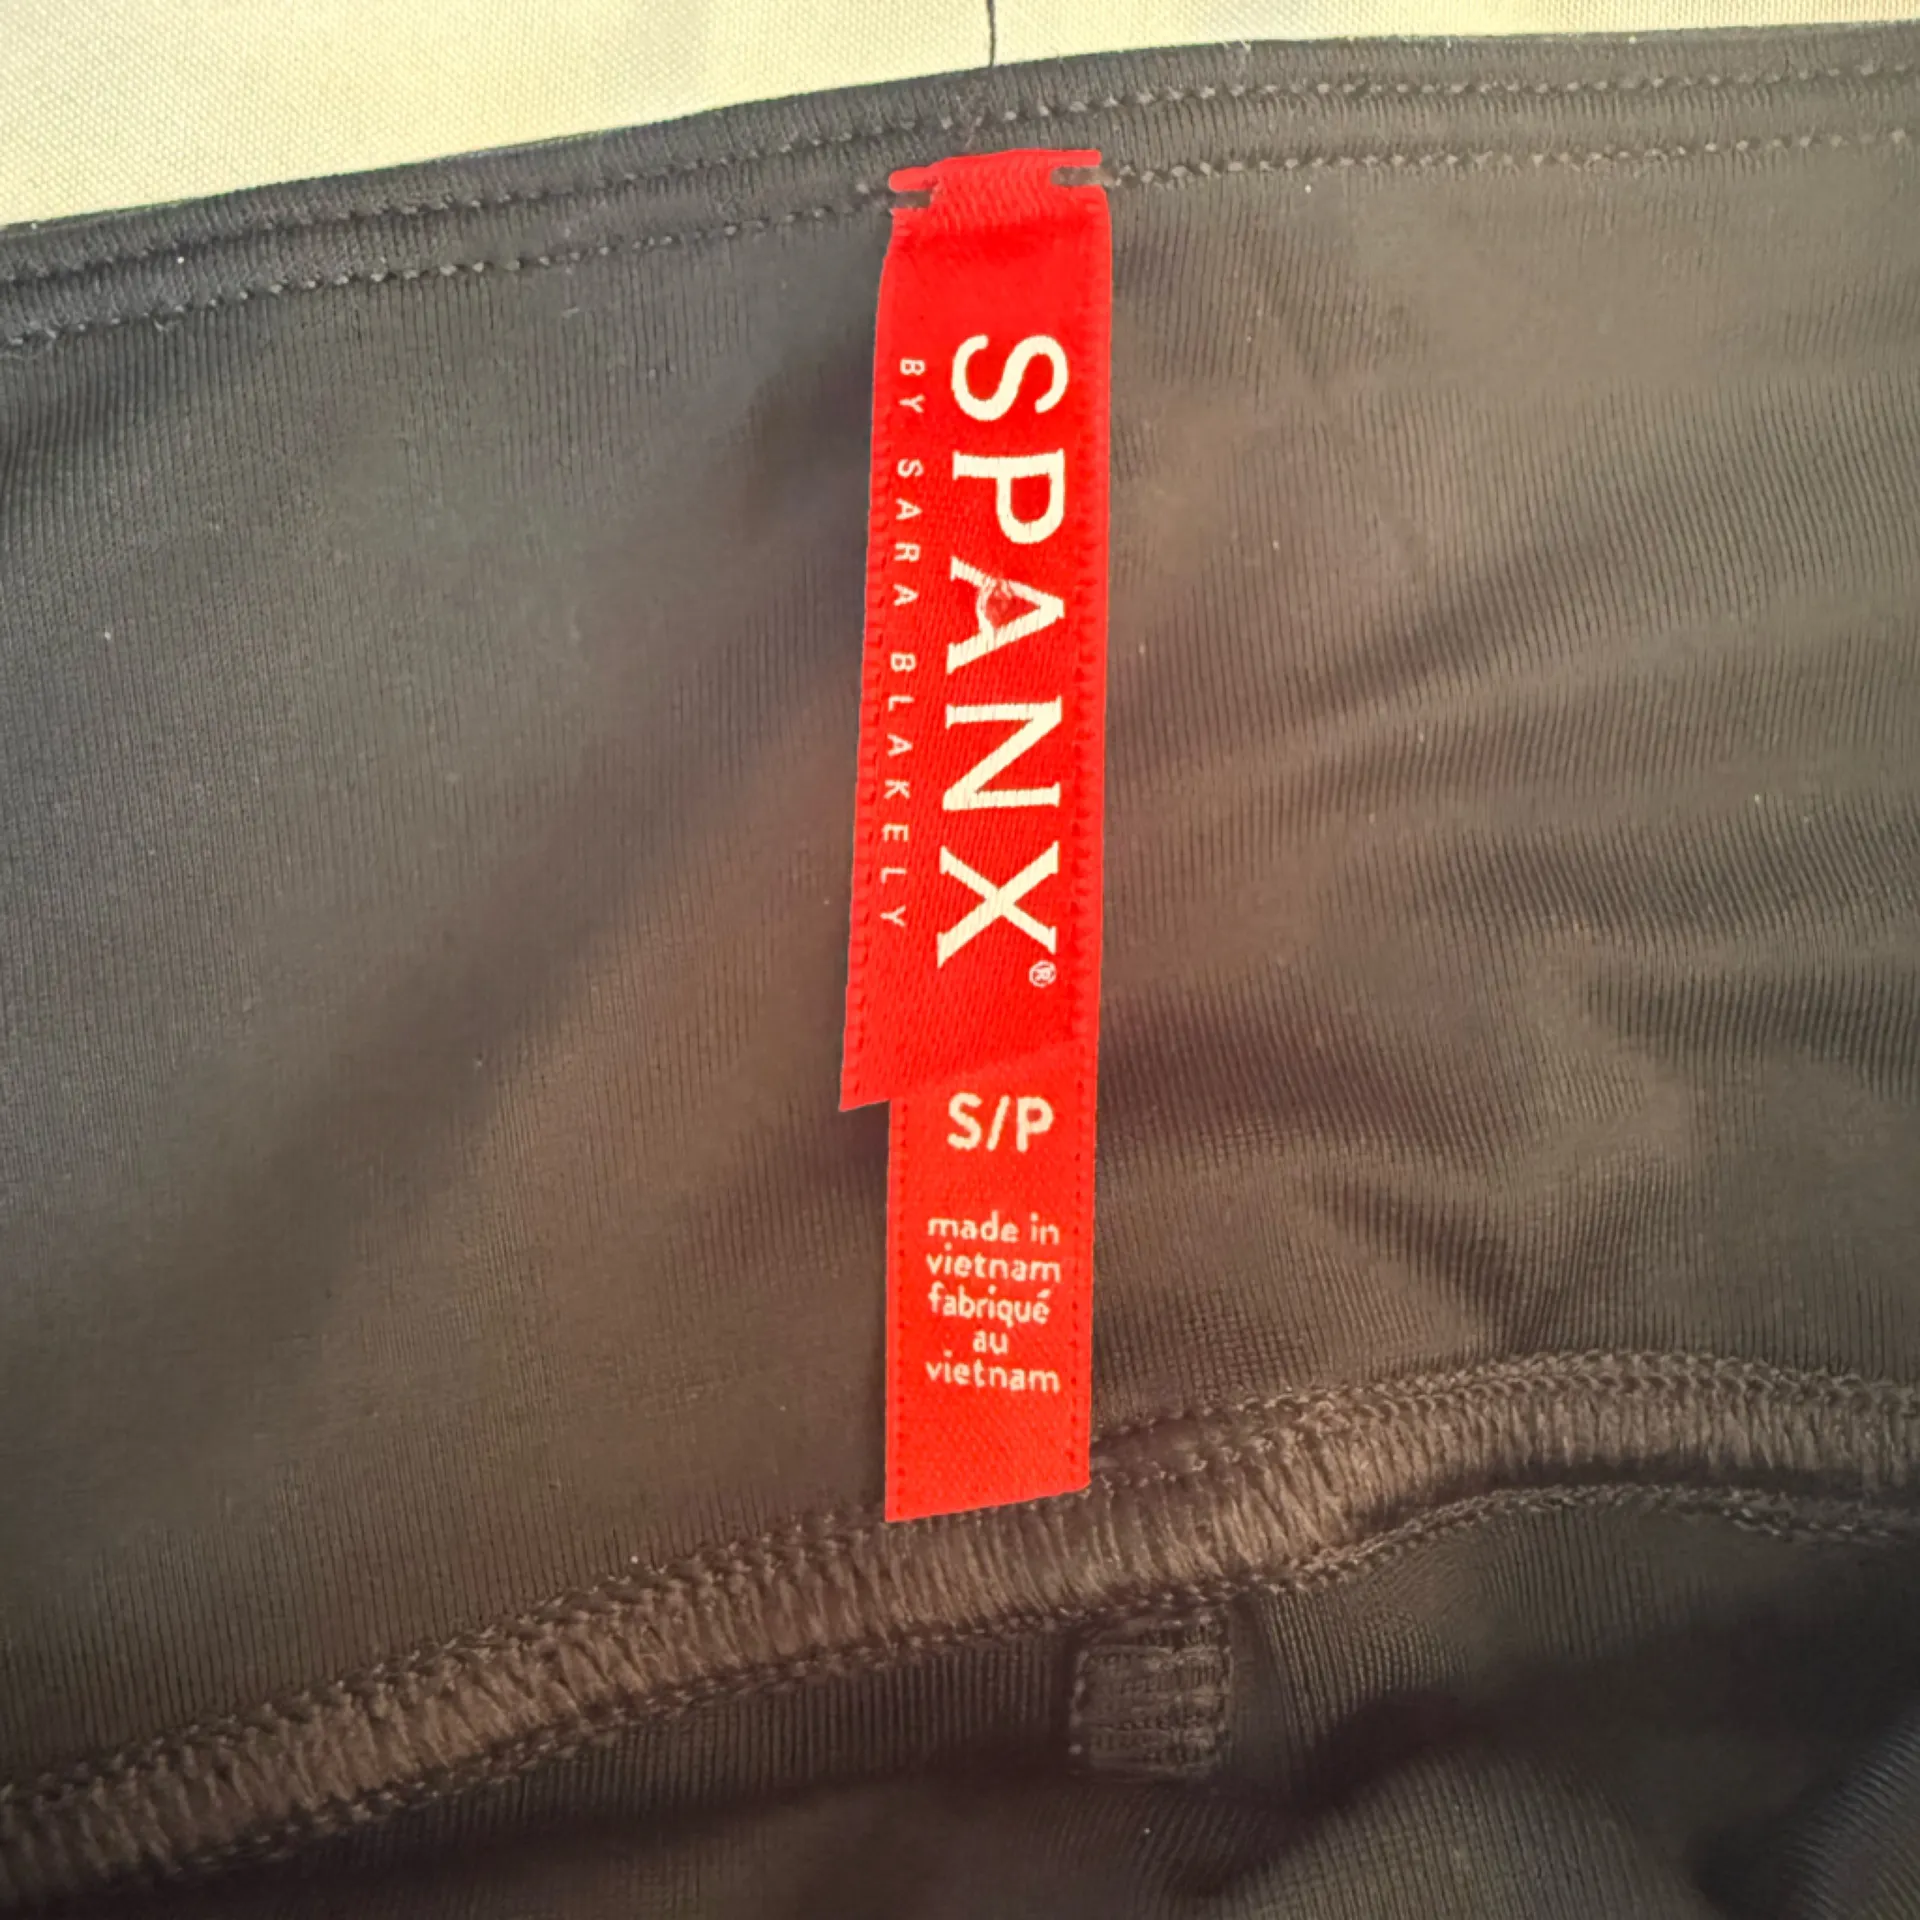 SPANX®
BY SARA BLAKELY
S/P
made in
vietnam
fabriqué
au
vietnam